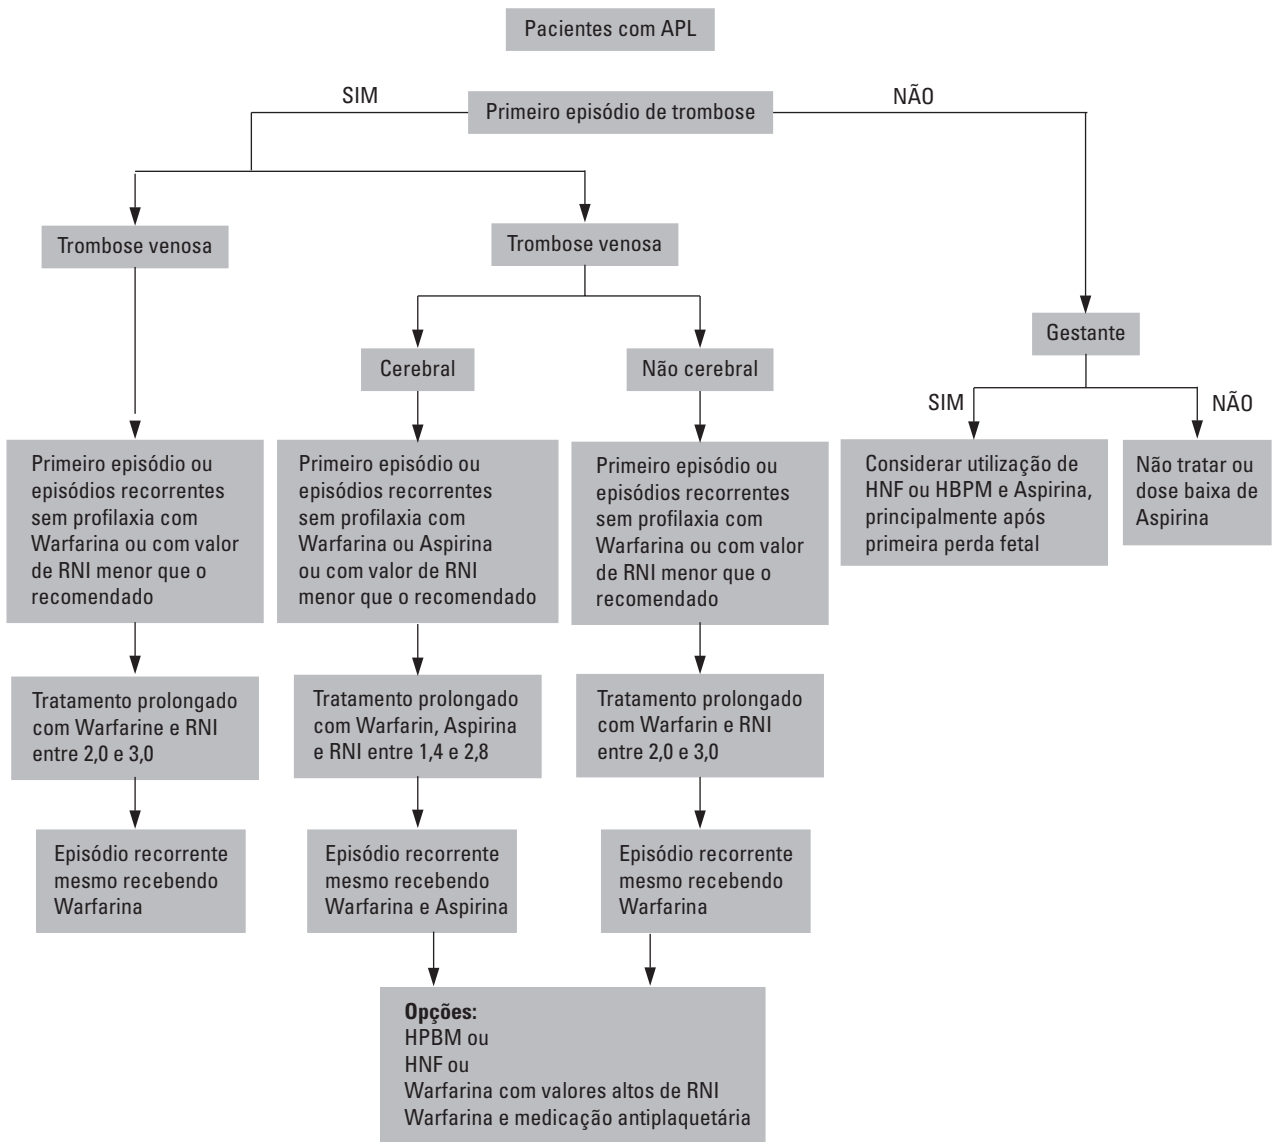 Pacientes com APL
SIM
Primeiro episódio de trombose
NÃO
Trombose venosa
Trombose venosa
Gestante
Cerebral
Não cerebral
SIM
NÃO
Primeiro episódio ou
episódios recorrentes
sem profilaxia com
Warfarina ou com valor
de RNI menor que o
recomendado
Primeiro episódio ou
episódios recorrentes
sem profilaxia com
Warfarina ou Aspirina
ou com valor de RNI
menor que o recomendado
Primeiro episódio ou
episódios recorrentes
sem profilaxia com
Warfarina ou com valor
de RNI menor que o
recomendado
Considerar utilização de
HNF ou HBPM e Aspirina,
principalmente após
primeira perda fetal
Não tratar ou
dose baixa de
Aspirina
Tratamento prolongado
com Warfarine e RNI
entre 2,0 e 3,0
Tratamento prolongado
com Warfarin, Aspirina
e RNI entre 1,4 e 2,8
Tratamento prolongado
com Warfarin e RNI
entre 2,0 e 3,0
Episódio recorrente
mesmo recebendo
Warfarina
Episódio recorrente
mesmo recebendo
Warfarina e Aspirina
Episódio recorrente
mesmo recebendo
Warfarina
Opções:
HPBM ou
HNF ou
Warfarina com valores altos de RNI
Warfarina e medicação antiplaquetária